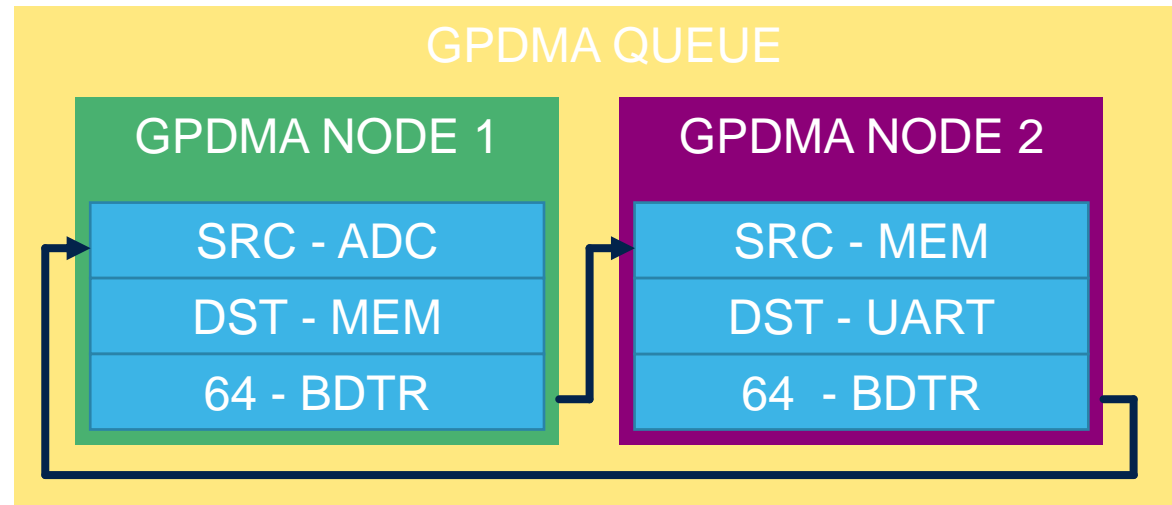 GPDMA QUEUE
GPDMA NODE 1
SRC - ADC
DST - MEM
64 - BDTR
GPDMA NODE 2
SRC - MEM
DST - UART
64 - BDTR